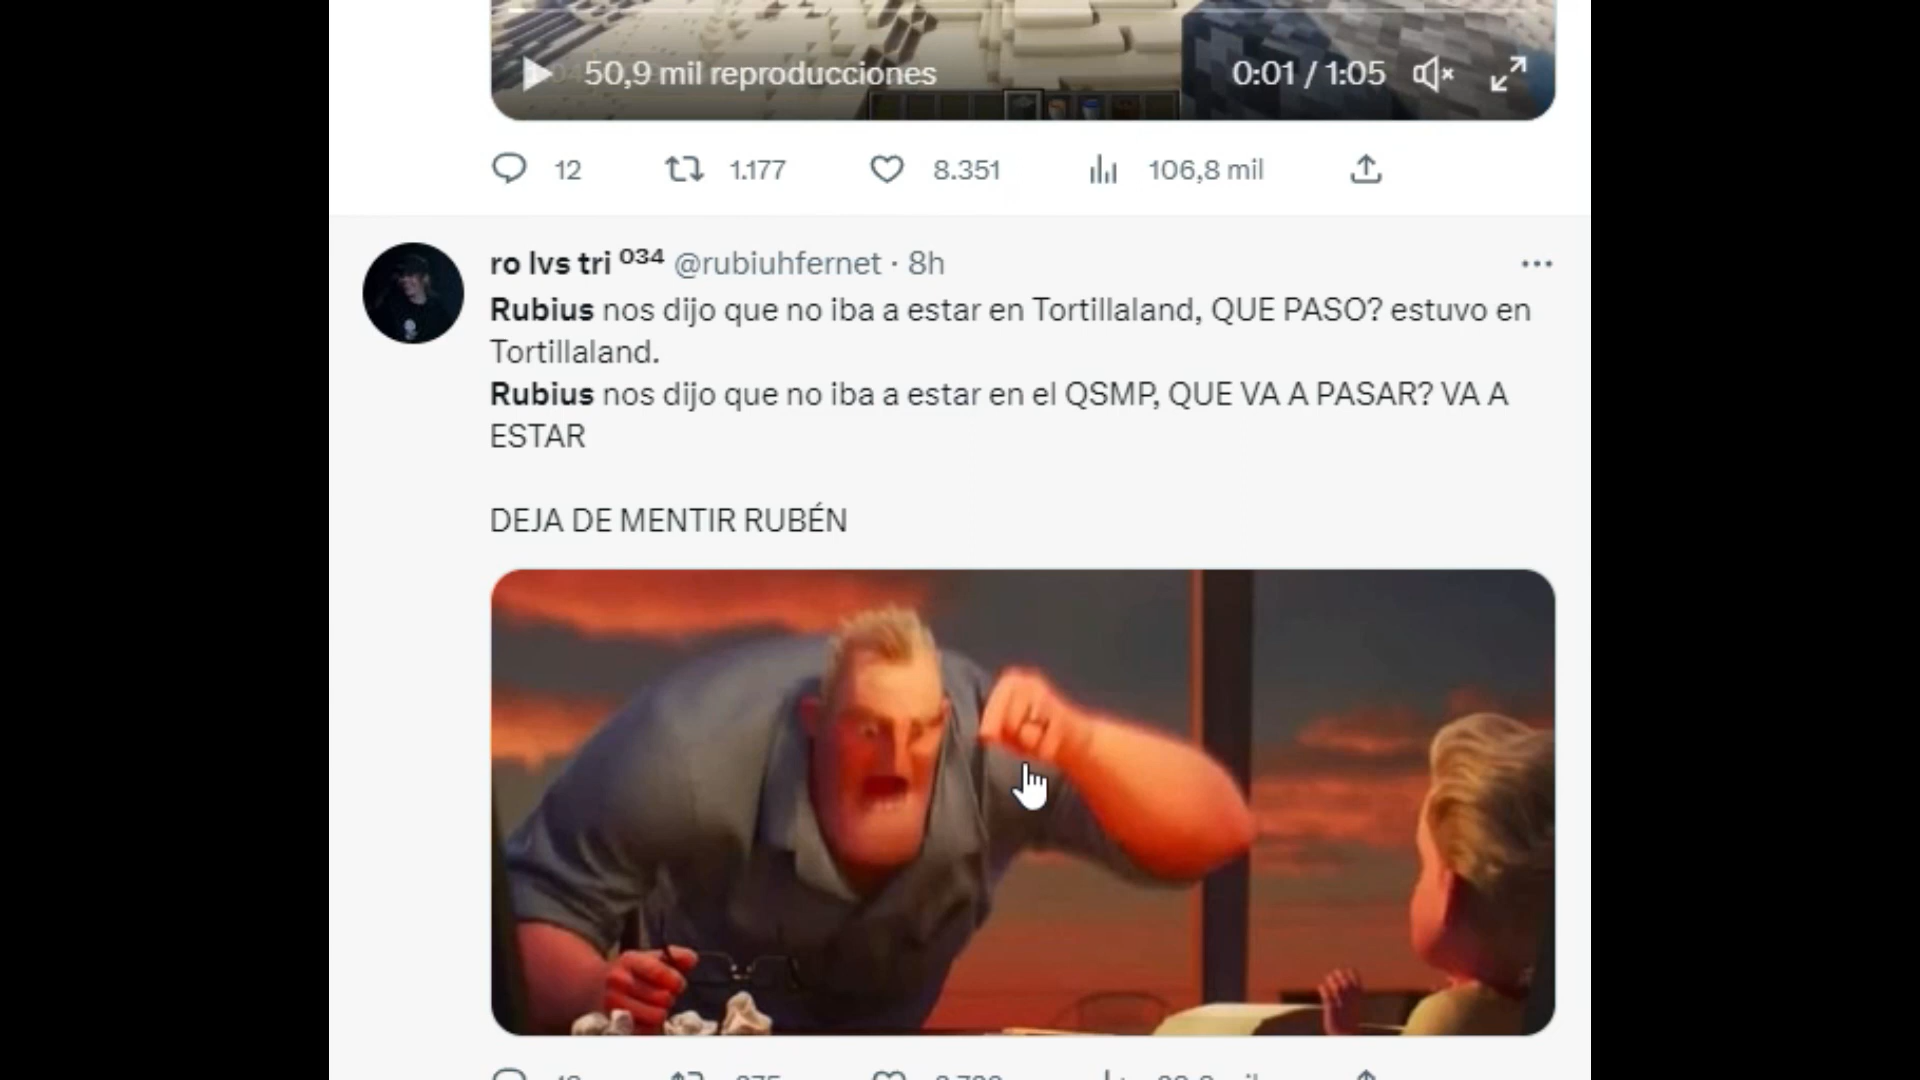 50,9 mil reproducciones
0:01 / 1:05
12 1.177 8.351 106,8 mil
ro lvs tri ⁰³⁴ @rubiuhfernet · 8h
Rubius nos dijo que no iba a estar en Tortillaland, QUE PASO? estuvo en
Tortillaland.
Rubius nos dijo que no iba a estar en el QSMP, QUE VA A PASAR? VA A
ESTAR
DEJA DE MENTIR RUBÉN